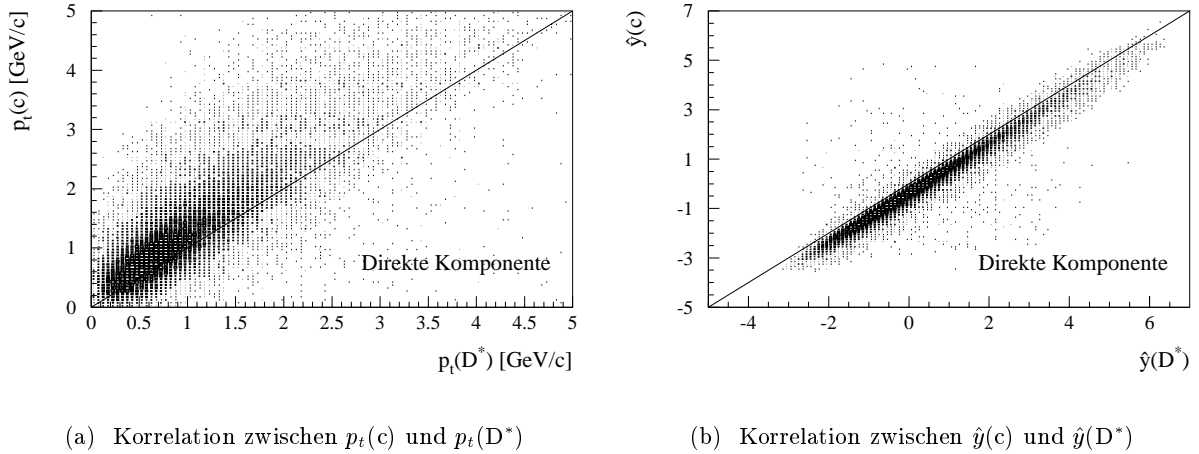 p_t(c) [GeV/c]
5
4
3
2
1
0
Direkte Komponente
0 0.5 1 1.5 2 2.5 3 3.5 4 4.5 5
p_t(D*) [GeV/c]
(a) Korrelation zwischen p_t(c) und p_t(D*)
ŷ(c)
7
5
3
1
-1
-3
-5
Direkte Komponente
-4 -2 0 2 4 6
ŷ(D*)
(b) Korrelation zwischen ŷ(c) und ŷ(D*)